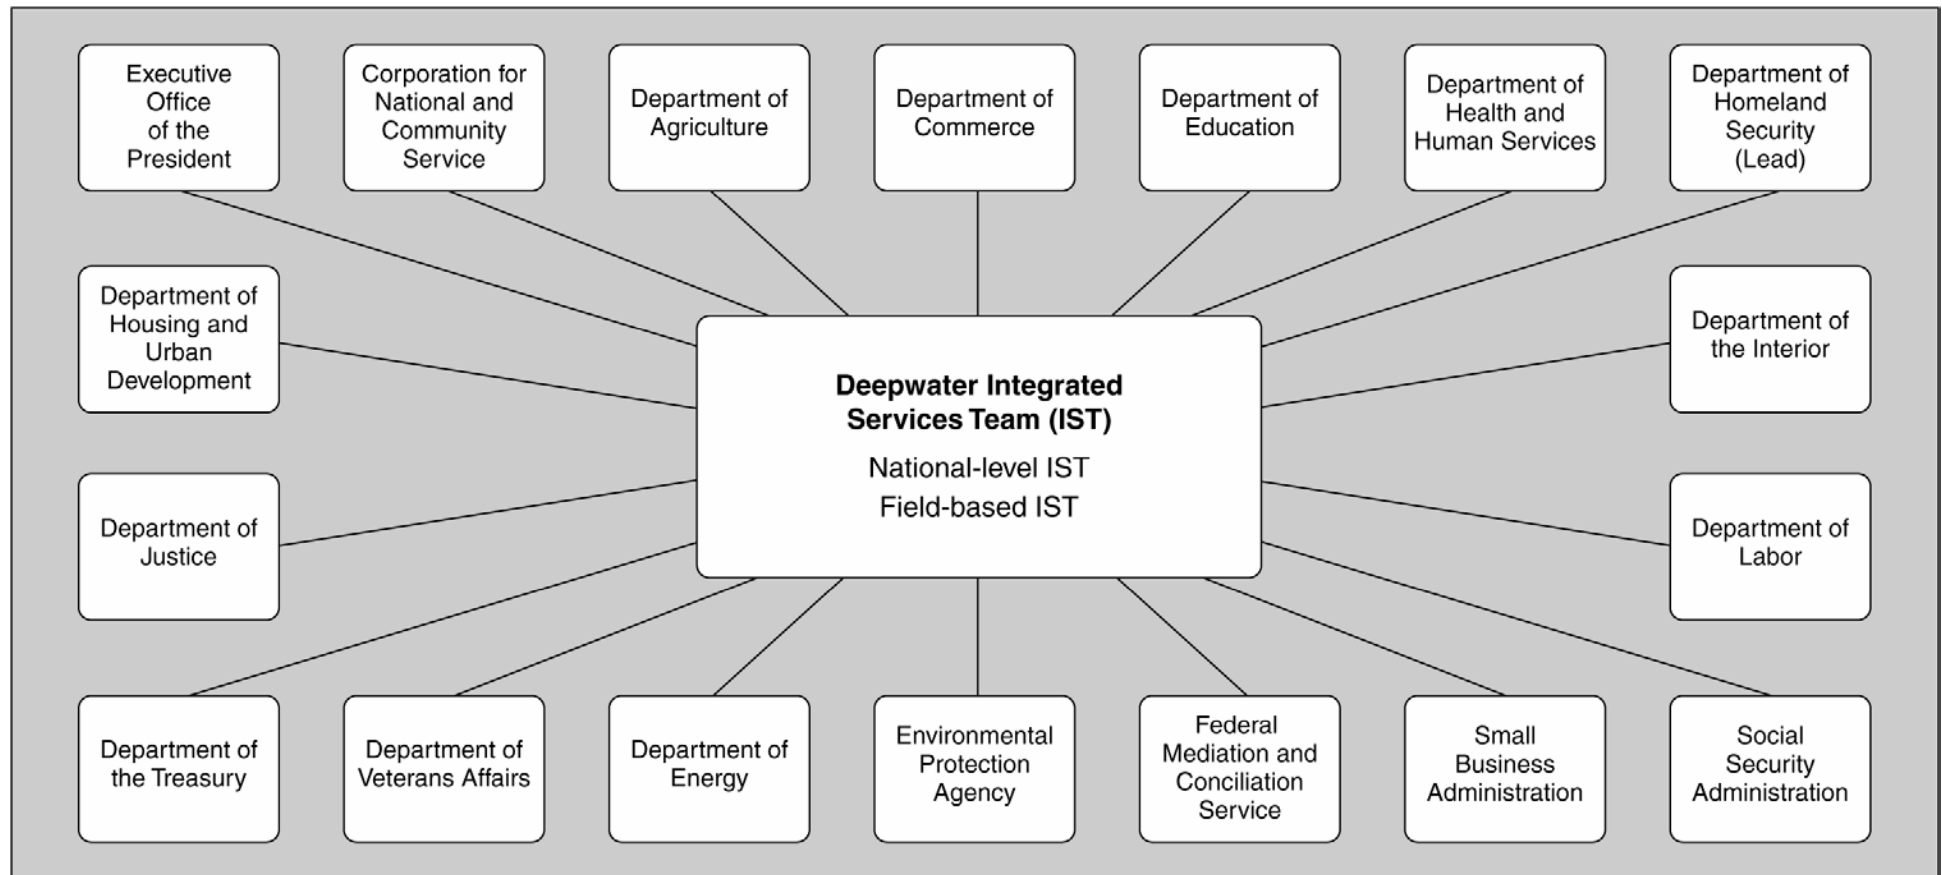 Executive
Office
of the
President
Corporation for
National and
Community
Service
Department of
Agriculture
Department of
Commerce
Department of
Education
Department of
Health and
Human Services
Department of
Homeland
Security
(Lead)
Department of
Housing and
Urban
Development
Deepwater Integrated
Services Team (IST)
National-level IST
Field-based IST
Department of
the Interior
Department of
Justice
Department of
Labor
Department of
the Treasury
Department of
Veterans Affairs
Department of
Energy
Environmental
Protection
Agency
Federal
Mediation and
Conciliation
Service
Small
Business
Administration
Social
Security
Administration